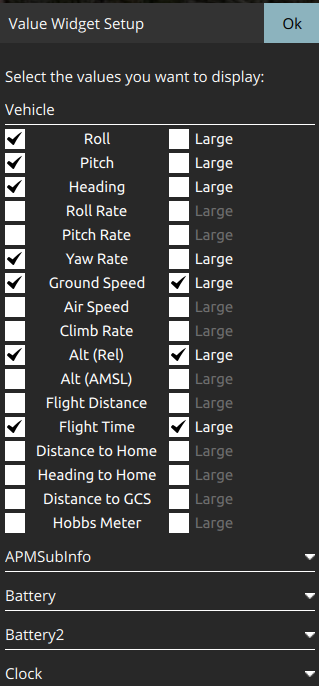 Value Widget Setup Ok
Select the values you want to display:
Vehicle
Roll Large
Pitch Large
Heading Large
Roll Rate Large
Pitch Rate Large
Yaw Rate Large
Ground Speed Large
Air Speed Large
Climb Rate Large
Alt (Rel) Large
Alt (AMSL) Large
Flight Distance Large
Flight Time Large
Distance to Home Large
Heading to Home Large
Distance to GCS Large
Hobbs Meter Large
APMSubInfo
Battery
Battery2
Clock